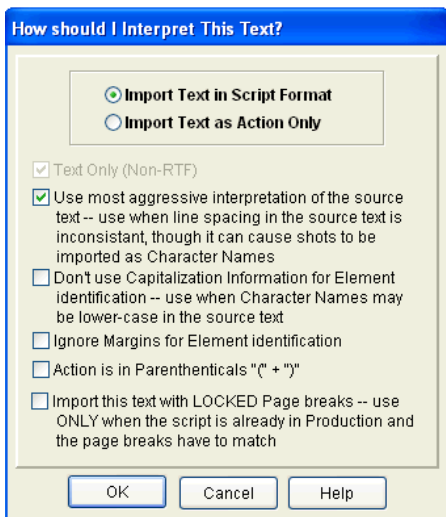 How should I Interpret This Text?
Import Text in Script Format
Import Text as Action Only
Text Only (Non-RTF)
Use most aggressive interpretation of the source
text -- use when line spacing in the source text is
inconsistant, though it can cause shots to be
imported as Character Names
Don't use Capitalization Information for Element
identification -- use when Character Names may
be lower-case in the source text
Ignore Margins for Element identification
Action is in Parentheticals "(" + ")"
Import this text with LOCKED Page breaks -- use
ONLY when the script is already in Production and
the page breaks have to match
OK
Cancel
Help